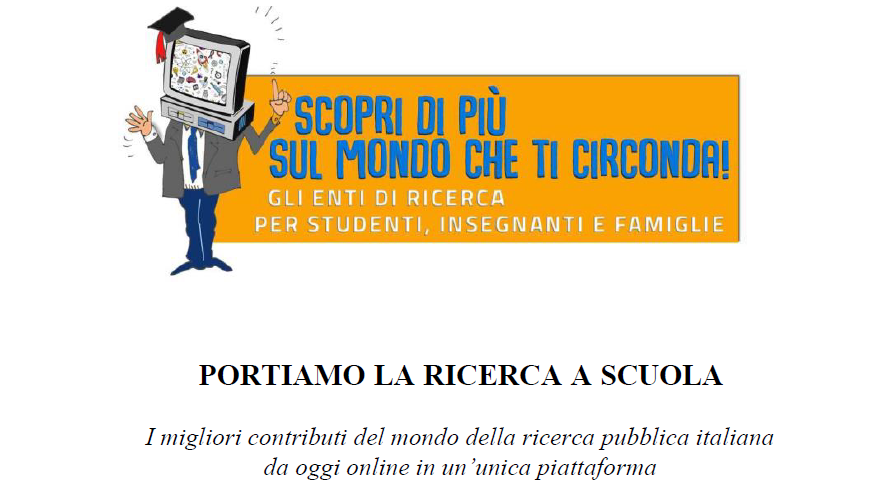 SCOPRI DI PIÙ
SUL MONDO CHE TI CIRCONDA!
GLI ENTI DI RICERCA
PER STUDENTI, INSEGNANTI E FAMIGLIE
PORTIAMO LA RICERCA A SCUOLA
I migliori contributi del mondo della ricerca pubblica italiana
da oggi online in un’unica piattaforma